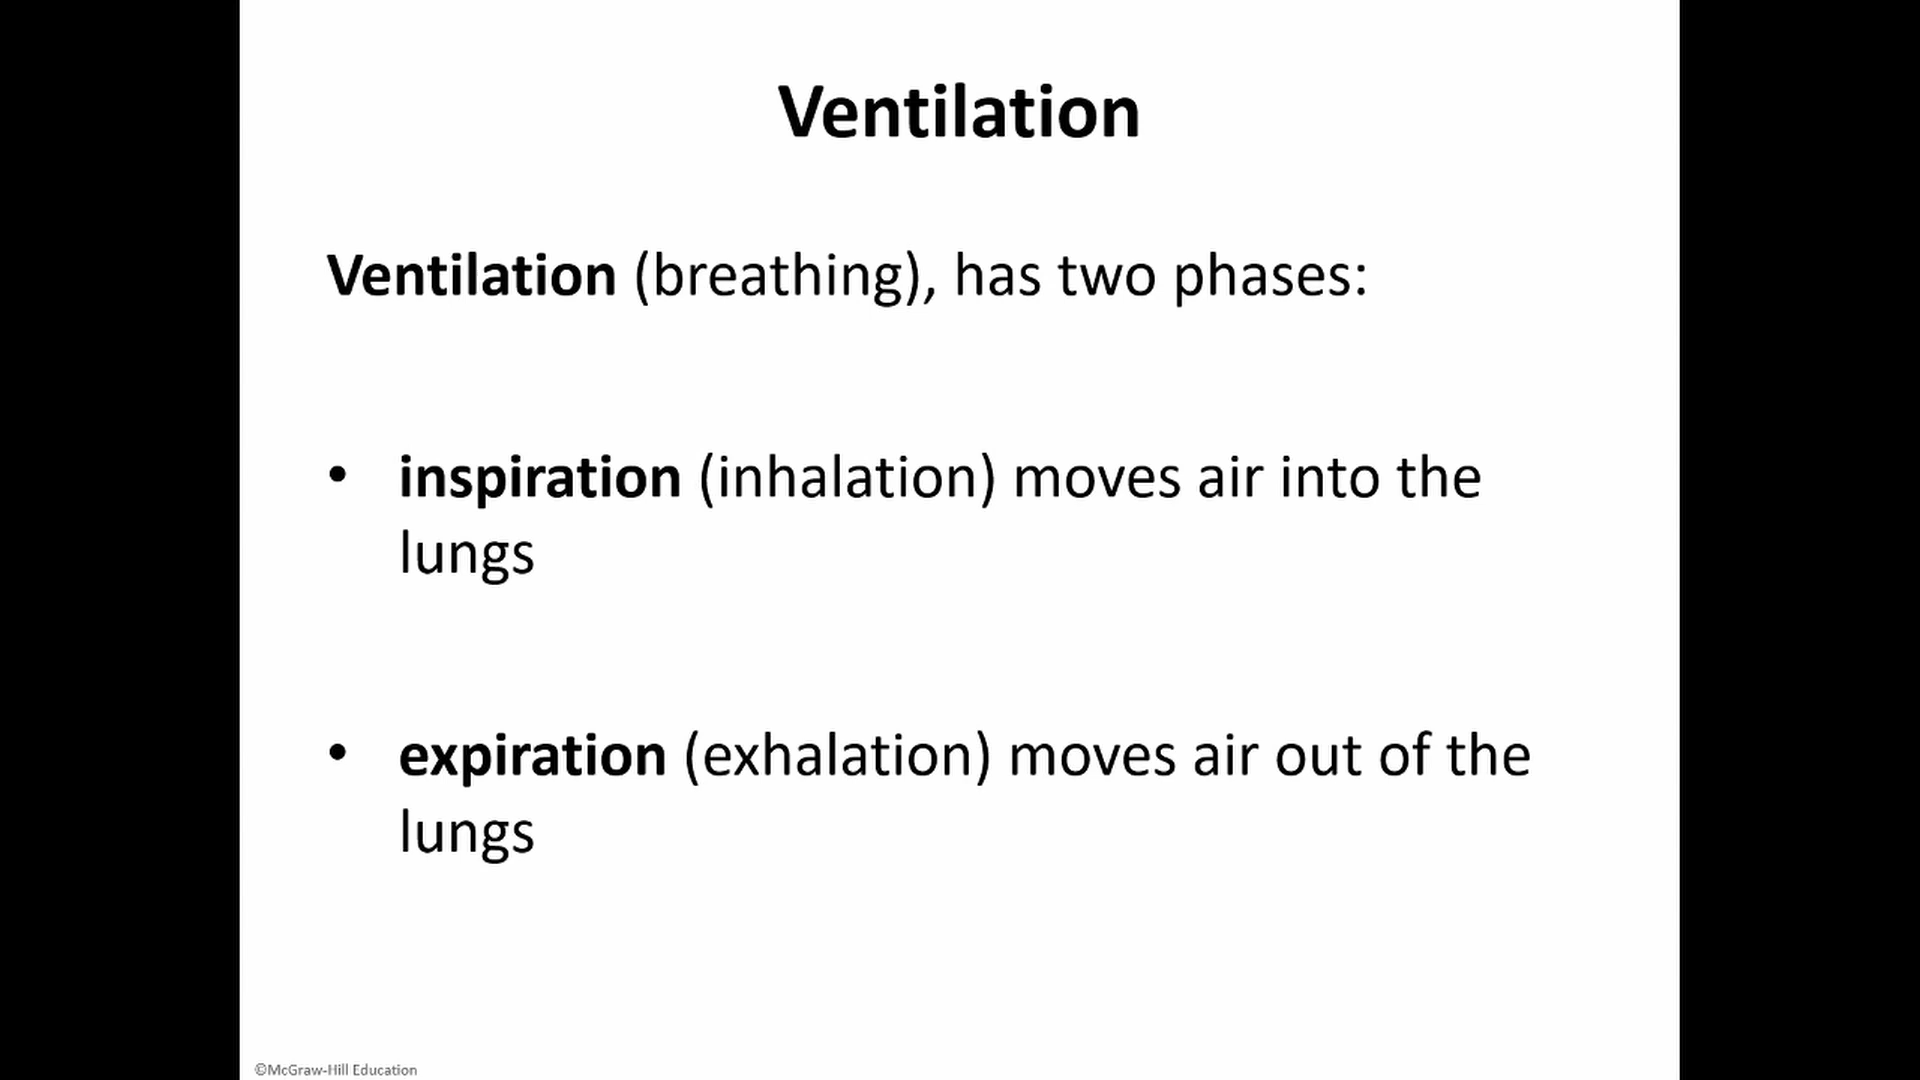 Ventilation
Ventilation (breathing), has two phases:
• inspiration (inhalation) moves air into the
lungs
• expiration (exhalation) moves air out of the
lungs
©McGraw-Hill Education